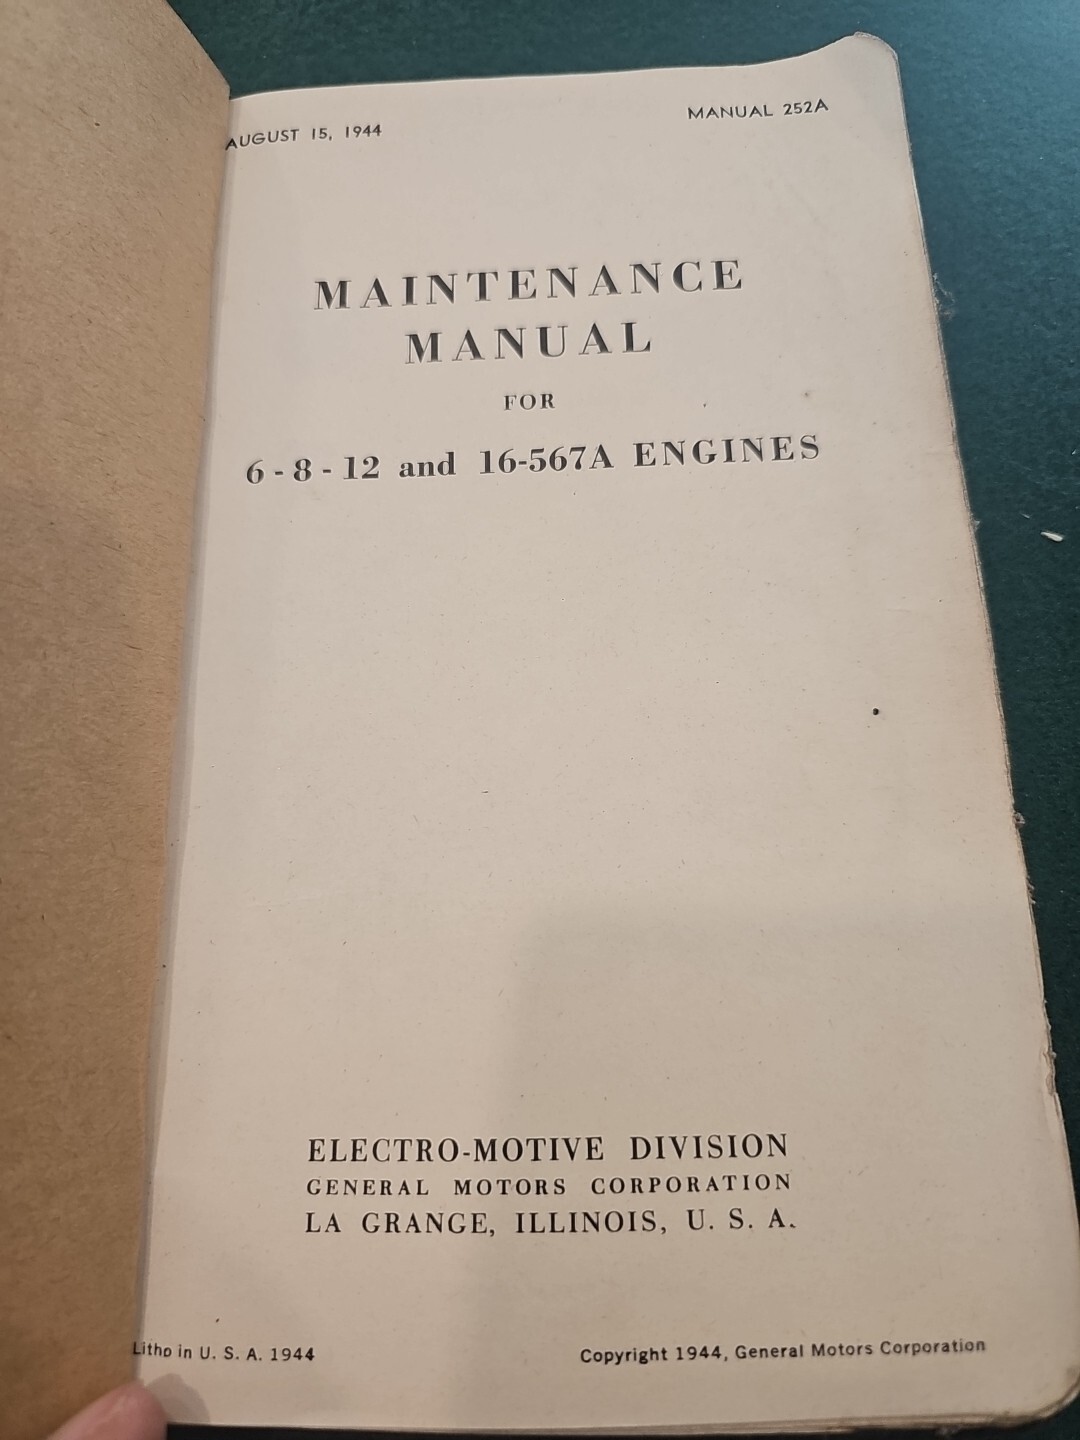 AUGUST 15, 1944
MANUAL 252A
MAINTENANCE
MANUAL
FOR
6 - 8 - 12 and 16-567A ENGINES
ELECTRO-MOTIVE DIVISION
GENERAL MOTORS CORPORATION
LA GRANGE, ILLINOIS, U. S. A.
Litho in U. S. A. 1944
Copyright 1944, General Motors Corporation